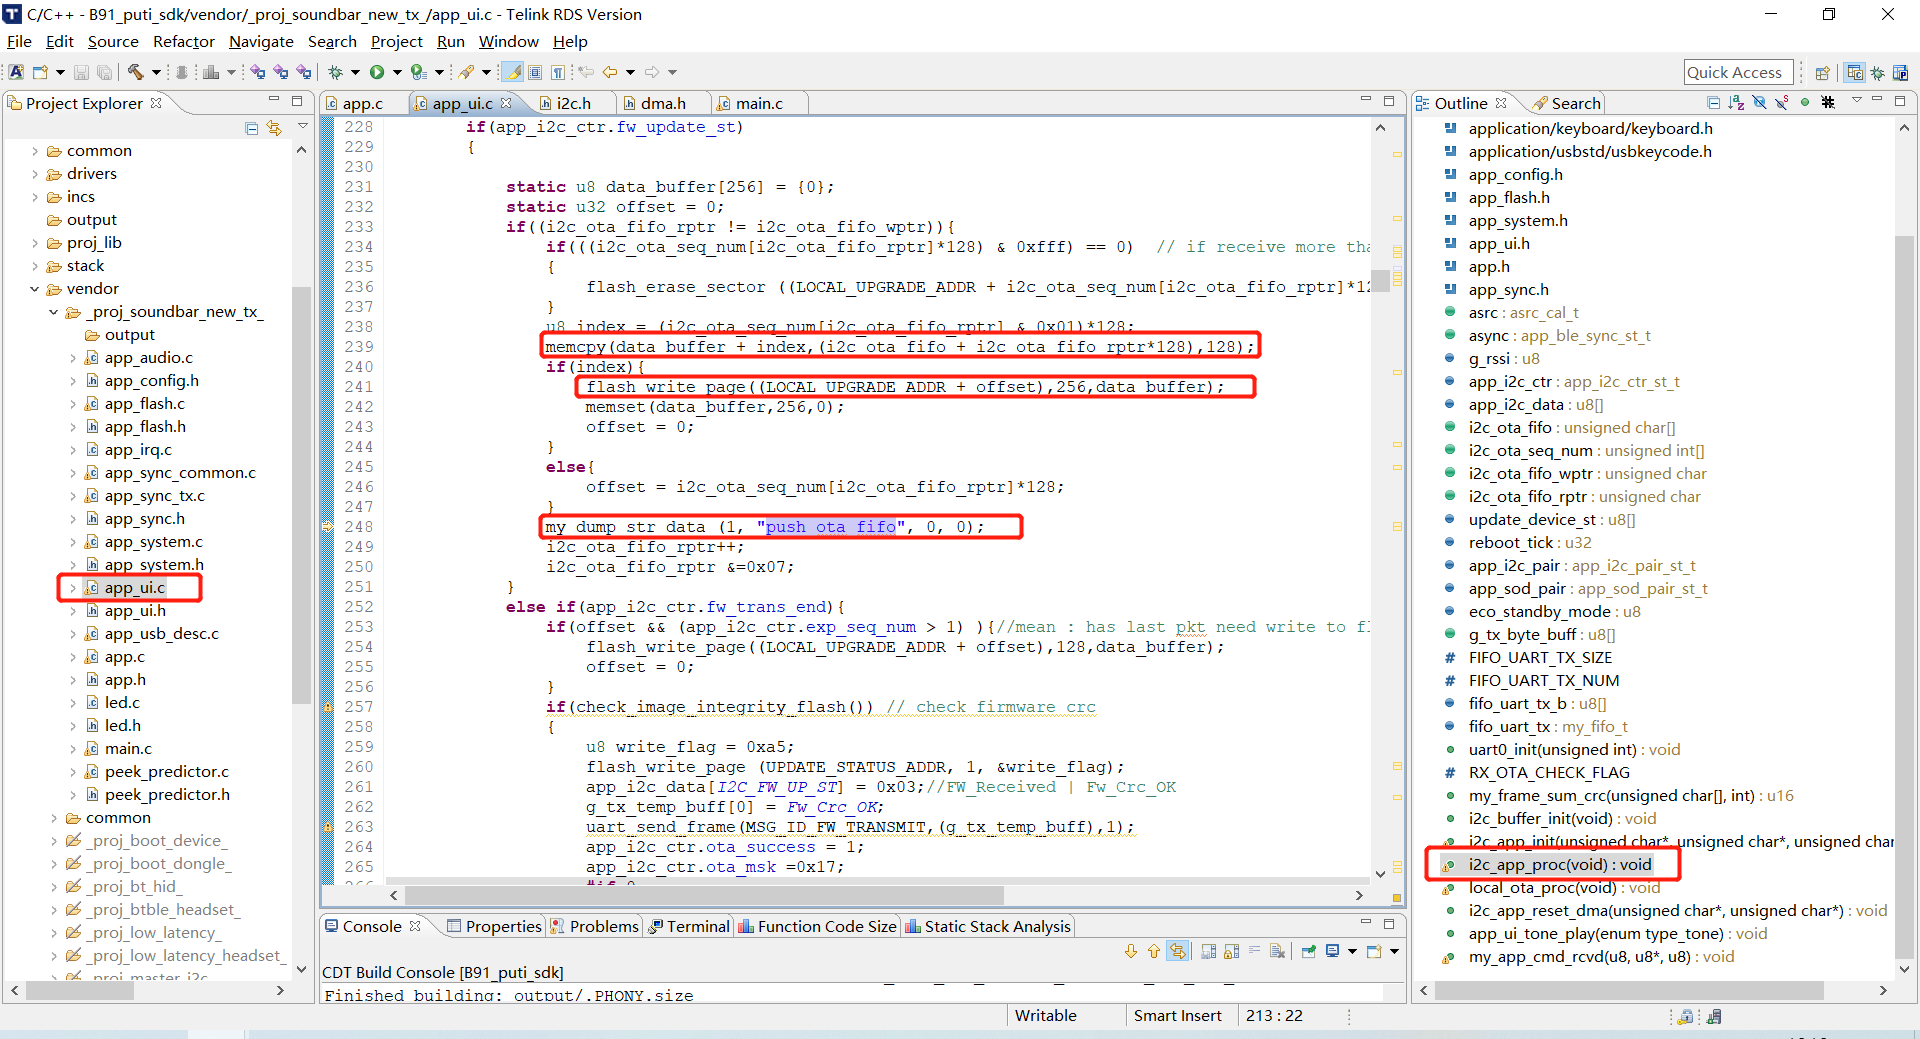 C/C++ - B91_puti_sdk/vendor/_proj_soundbar_new_tx_/app_ui.c - Telink RDS Version
File Edit Source Refactor Navigate Search Project Run Window Help
Quick Access
Project Explorer
common
drivers
incs
output
proj_lib
stack
vendor
_proj_soundbar_new_tx_
output
app_audio.c
app_config.h
app_flash.c
app_flash.h
app_irq.c
app_sync_common.c
app_sync_tx.c
app_sync.h
app_system.c
app_system.h
app_ui.c
app_ui.h
app_usb_desc.c
app.c
app.h
led.c
led.h
main.c
peek_predictor.c
peek_predictor.h
common
_proj_boot_device_
_proj_boot_dongle_
_proj_bt_hid_
_proj_btble_headset_
_proj_low_latency_
_proj_low_latency_headset_
_proj_master_i2c_
app.c app_ui.c i2c.h dma.h main.c
228 if(app_i2c_ctr.fw_update_st)
229 {
230
231 static u8 data_buffer[256] = {0};
232 static u32 offset = 0;
233 if((i2c_ota_fifo_rptr != i2c_ota_fifo_wptr)){
234 if(((i2c_ota_seq_num[i2c_ota_fifo_rptr]*128) & 0xfff) == 0) // if receive more tha
235 {
236 flash_erase_sector ((LOCAL_UPGRADE_ADDR + i2c_ota_seq_num[i2c_ota_fifo_rptr]*12
237 }
238 u8 index = (i2c_ota_seq_num[i2c_ota_fifo_rptr] & 0x01)*128;
239 memcpy(data_buffer + index,(i2c_ota_fifo + i2c_ota_fifo_rptr*128),128);
240 if(index){
241 flash_write_page((LOCAL_UPGRADE_ADDR + offset),256,data_buffer);
242 memset(data_buffer,256,0);
243 offset = 0;
244 }
245 else{
246 offset = i2c_ota_seq_num[i2c_ota_fifo_rptr]*128;
247 }
248 my_dump_str_data (1, "push_ota_fifo", 0, 0);
249 i2c_ota_fifo_rptr++;
250 i2c_ota_fifo_rptr &=0x07;
251 }
252 else if(app_i2c_ctr.fw_trans_end){
253 if(offset && (app_i2c_ctr.exp_seq_num > 1) ){//mean : has last pkt need write to fl
254 flash_write_page((LOCAL_UPGRADE_ADDR + offset),128,data_buffer);
255 offset = 0;
256 }
257 if(check_image_integrity_flash()) // check firmware crc
258 {
259 u8 write_flag = 0xa5;
260 flash_write_page (UPDATE_STATUS_ADDR, 1, &write_flag);
261 app_i2c_data[I2C_FW_UP_ST] = 0x03;//FW_Received | Fw_Crc_OK
262 g_tx_temp_buff[0] = Fw_Crc_OK;
263 uart_send_frame(MSG_ID_FW_TRANSMIT,(g_tx_temp_buff),1);
264 app_i2c_ctr.ota_success = 1;
265 app_i2c_ctr.ota_msk =0x17;
266 #if 0
Console Properties Problems Terminal Function Code Size Static Stack Analysis
CDT Build Console [B91_puti_sdk]
Finished building: output/.PHONY.size
Outline Search
application/keyboard/keyboard.h
application/usbstd/usbkeycode.h
app_config.h
app_flash.h
app_system.h
app_ui.h
app.h
app_sync.h
asrc : asrc_cal_t
async : app_ble_sync_st_t
g_rssi : u8
app_i2c_ctr : app_i2c_ctr_st_t
app_i2c_data : u8[]
i2c_ota_fifo : unsigned char[]
i2c_ota_seq_num : unsigned int[]
i2c_ota_fifo_wptr : unsigned char
i2c_ota_fifo_rptr : unsigned char
update_device_st : u8[]
reboot_tick : u32
app_i2c_pair : app_i2c_pair_st_t
app_sod_pair : app_sod_pair_st_t
eco_standby_mode : u8
g_tx_byte_buff : u8[]
# FIFO_UART_TX_SIZE
# FIFO_UART_TX_NUM
fifo_uart_tx_b : u8[]
fifo_uart_tx : my_fifo_t
uart0_init(unsigned int) : void
# RX_OTA_CHECK_FLAG
my_frame_sum_crc(unsigned char[], int) : u16
i2c_buffer_init(void) : void
i2c_app_init(unsigned char*, unsigned char*, unsigned char
i2c_app_proc(void) : void
local_ota_proc(void) : void
i2c_app_reset_dma(unsigned char*, unsigned char*) : void
app_ui_tone_play(enum type_tone) : void
my_app_cmd_rcvd(u8, u8*, u8) : void
Writable Smart Insert 213 : 22